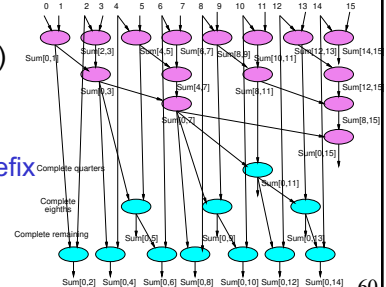 0 1 2 3 4 5 6 7 8 9 10 11 12 13 14 15
)
Sum[0,1] Sum[2,3] Sum[4,5] Sum[6,7] Sum[8,9] Sum[10,11] Sum[12,13] Sum[14,15
Sum[0,3] Sum[4,7] Sum[8,11] Sum[12,15
Sum[0,7] Sum[8,15]
Sum[0,15]
efix Complete quarters
Sum[0,11]
Complete
eighths
Sum[0,5] Sum[0,9] Sum[0,13]
Complete remaining
Sum[0,2] Sum[0,4] Sum[0,6] Sum[0,8] Sum[0,10] Sum[0,12] Sum[0,14]
60